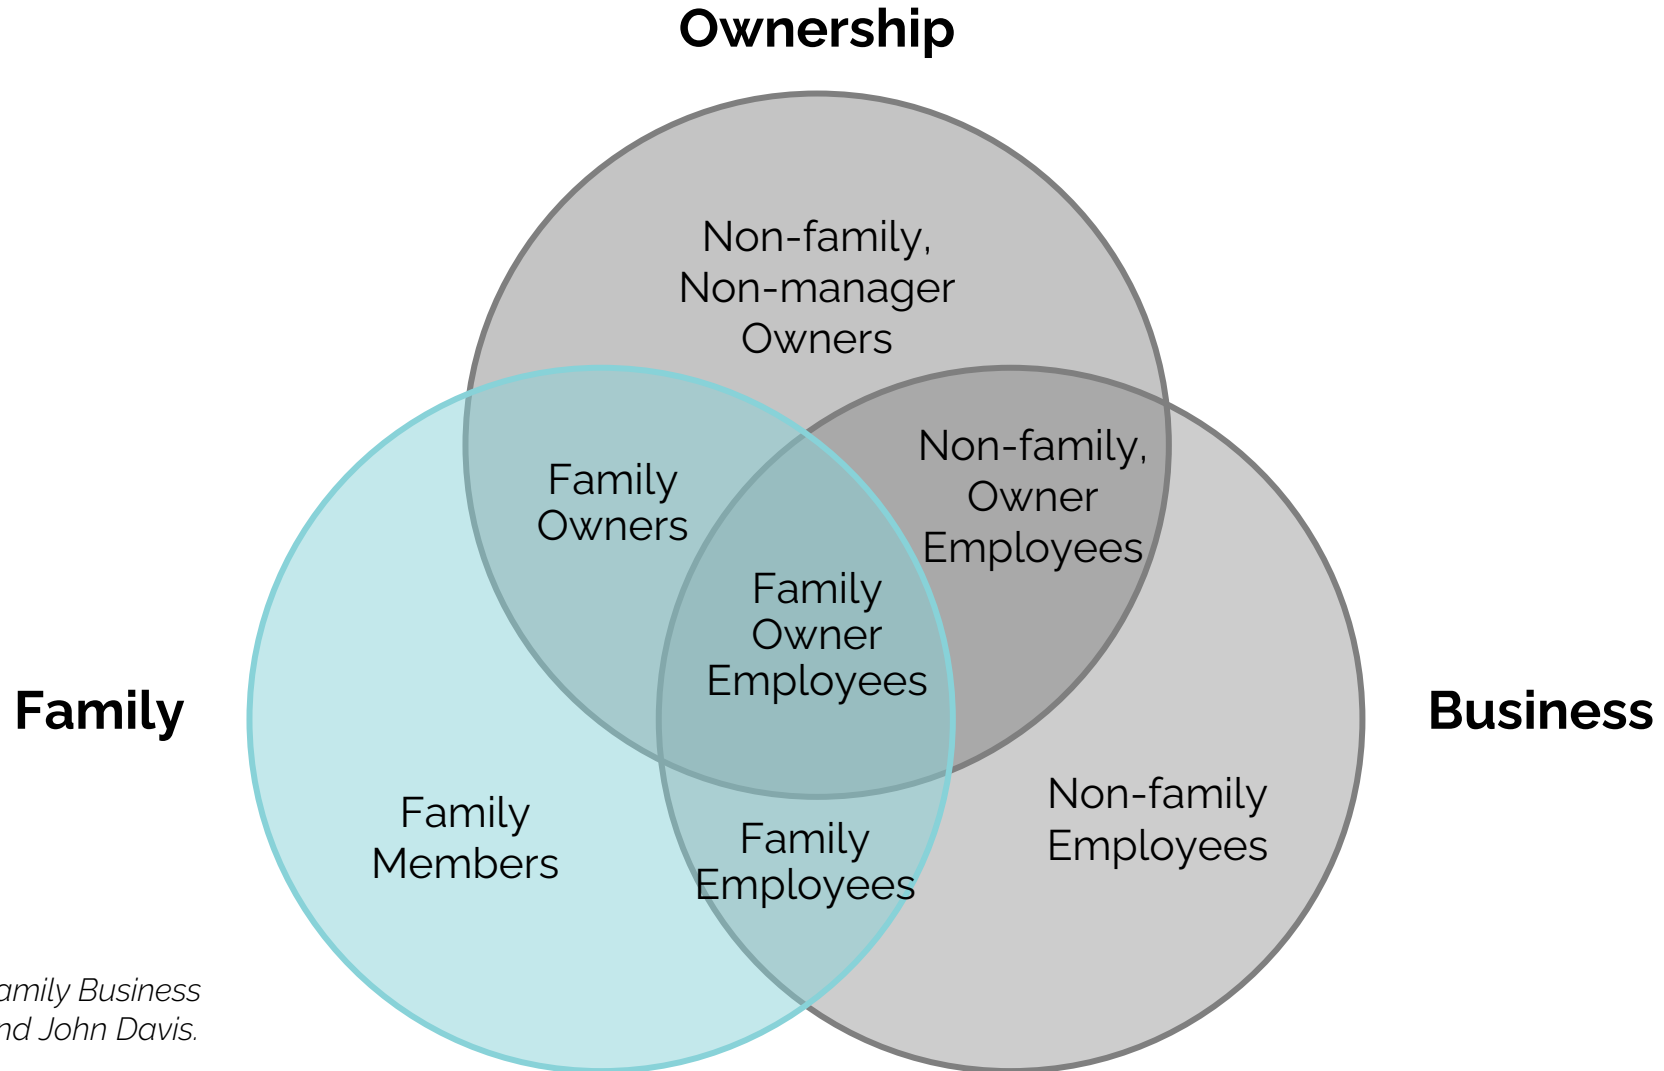 Ownership
Non-family,
Non-manager
Owners
Family
Owners
Non-family,
Owner
Employees
Family
Owner
Employees
Family
Business
Family
Members
Family
Employees
Non-family
Employees
amily Business
nd John Davis.